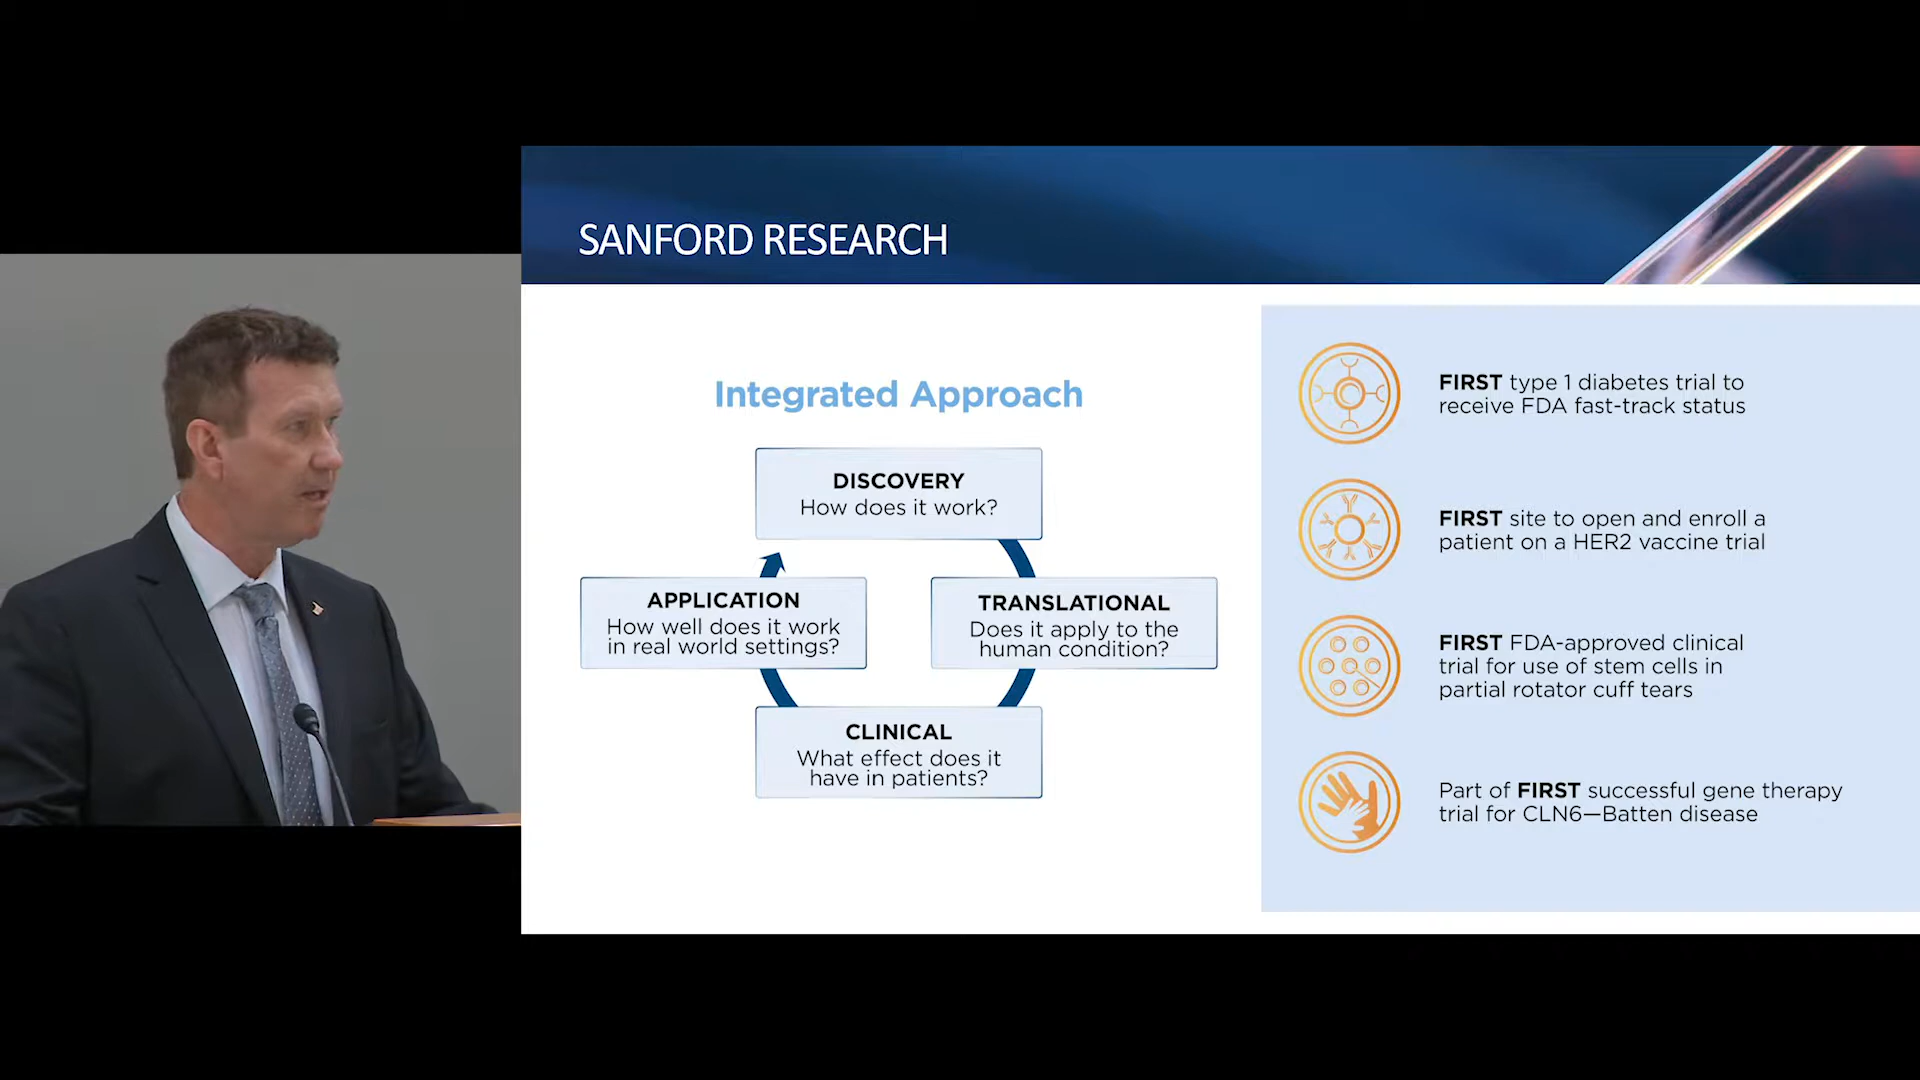 SANFORD RESEARCH
Integrated Approach
DISCOVERY
How does it work?
APPLICATION
How well does it work
in real world settings?
TRANSLATIONAL
Does it apply to the
human condition?
CLINICAL
What effect does it
have in patients?
FIRST type 1 diabetes trial to
receive FDA fast-track status
FIRST site to open and enroll a
patient on a HER2 vaccine trial
FIRST FDA-approved clinical
trial for use of stem cells in
partial rotator cuff tears
Part of FIRST successful gene therapy
trial for CLN6—Batten disease